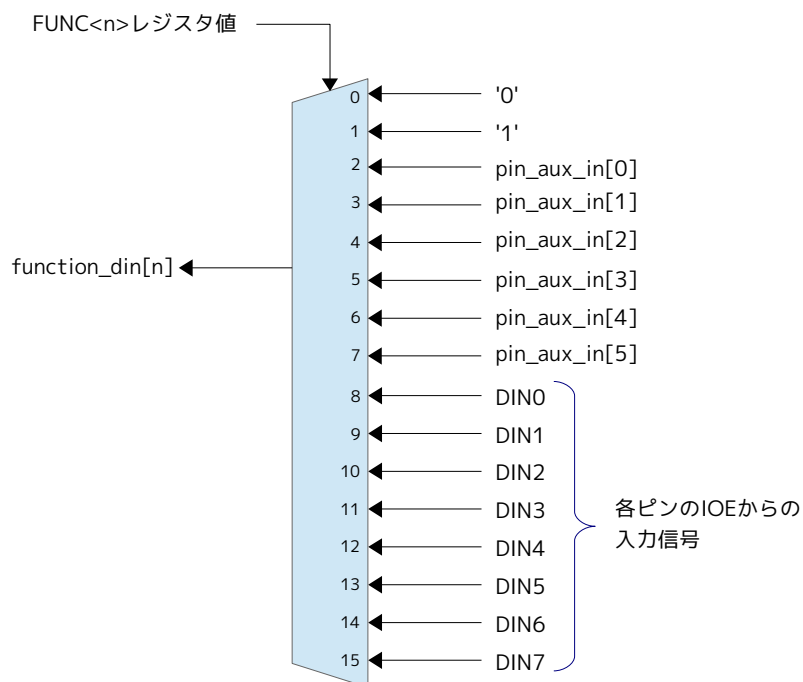 FUNC<n>レジスタ値
0 '0'
1 '1'
2 pin_aux_in[0]
3 pin_aux_in[1]
4 pin_aux_in[2]
function_din[n]
5 pin_aux_in[3]
6 pin_aux_in[4]
7 pin_aux_in[5]
8 DIN0
9 DIN1
10 DIN2
11 DIN3
12 DIN4
13 DIN5
14 DIN6
15 DIN7
各ピンのIOEからの
入力信号